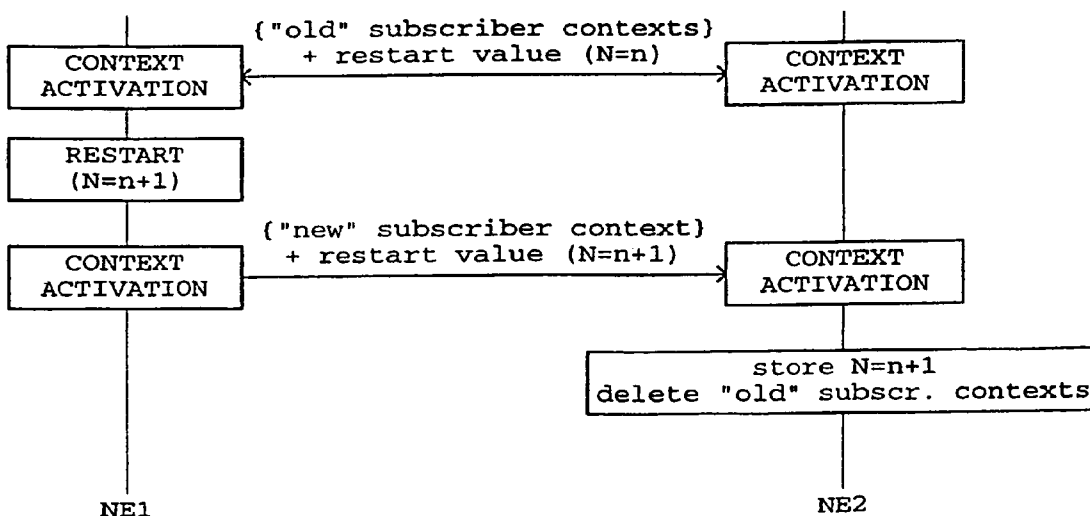 {"old" subscriber contexts}
+ restart value (N=n)
CONTEXT
ACTIVATION
CONTEXT
ACTIVATION
RESTART
(N=n+1)
{"new" subscriber context}
+ restart value (N=n+1)
CONTEXT
ACTIVATION
CONTEXT
ACTIVATION
store N=n+1
delete "old" subscr. contexts
NE1
NE2